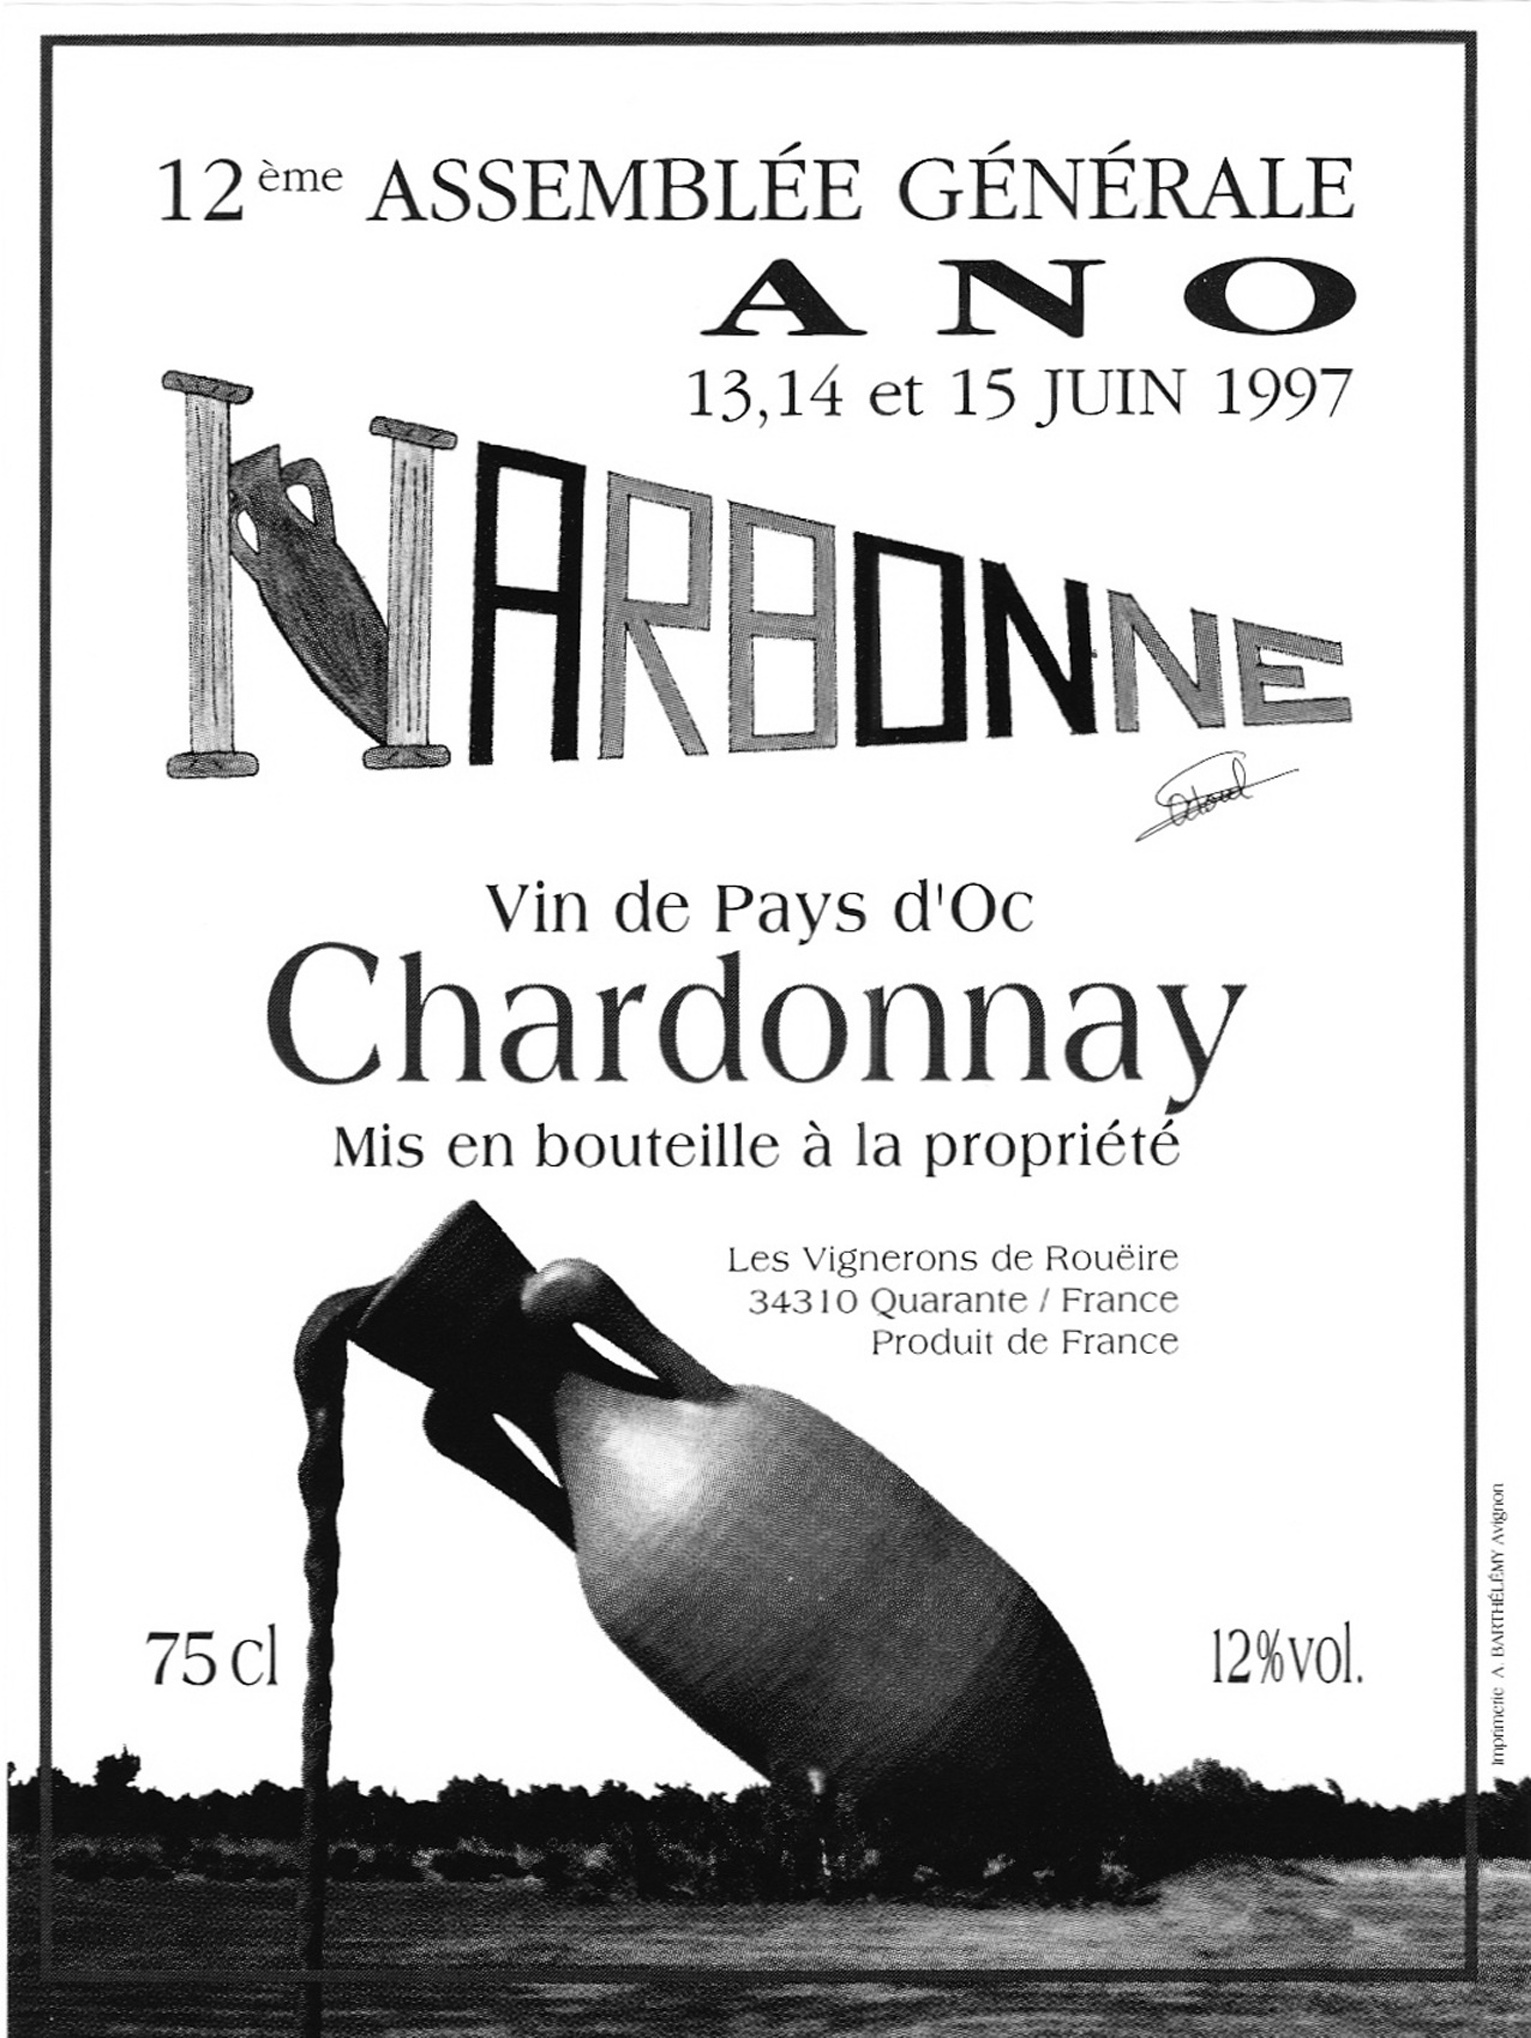 12ème ASSEMBLÉE GÉNÉRALE
ANO
13,14 et 15 JUIN 1997
NARBONNE
Vin de Pays d'Oc
Chardonnay
Mis en bouteille à la propriété
Les Vignerons de Rouëire
34310 Quarante / France
Produit de France
75 cl
12%vol.
Imprimerie A. BARTHÉLÉMY Avignon